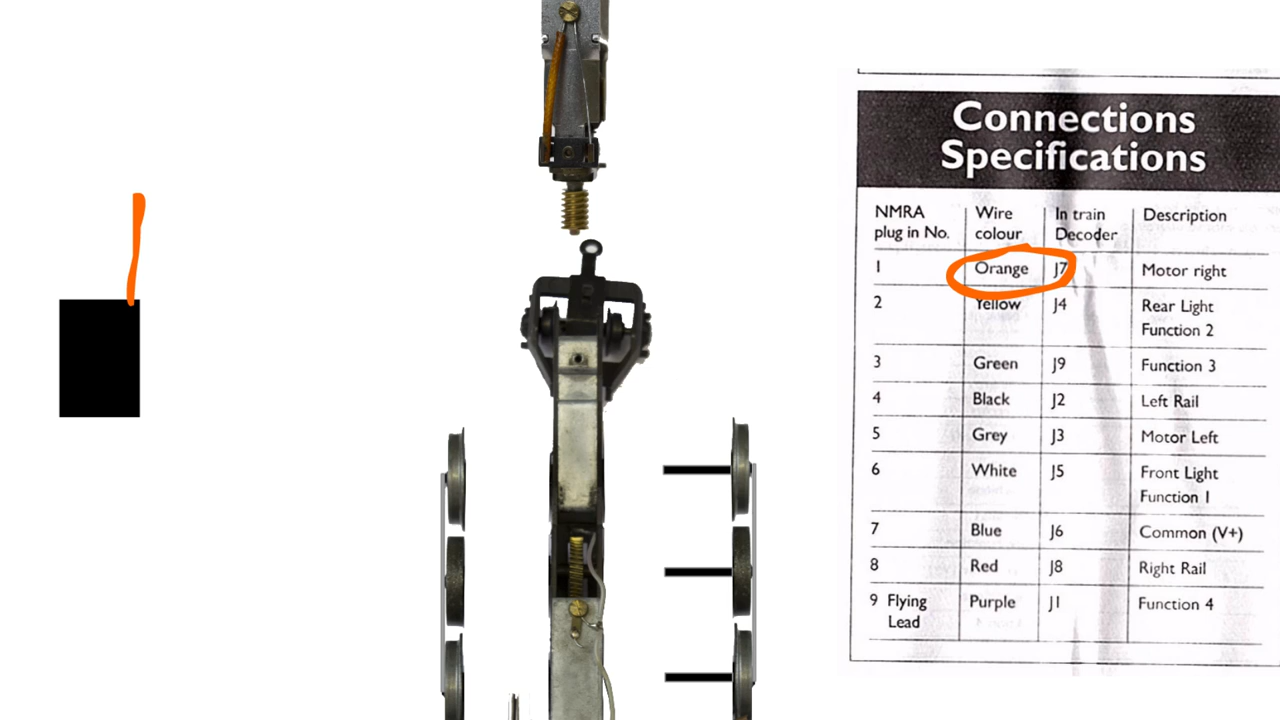 Connections
Specifications
NMRA plug in No. Wire colour In train Decoder Description
1 Orange J7 Motor right
2 Yellow J4 Rear Light Function 2
3 Green J9 Function 3
4 Black J2 Left Rail
5 Grey J3 Motor Left
6 White J5 Front Light Function 1
7 Blue J6 Common (V+)
8 Red J8 Right Rail
9 Flying Lead Purple J1 Function 4